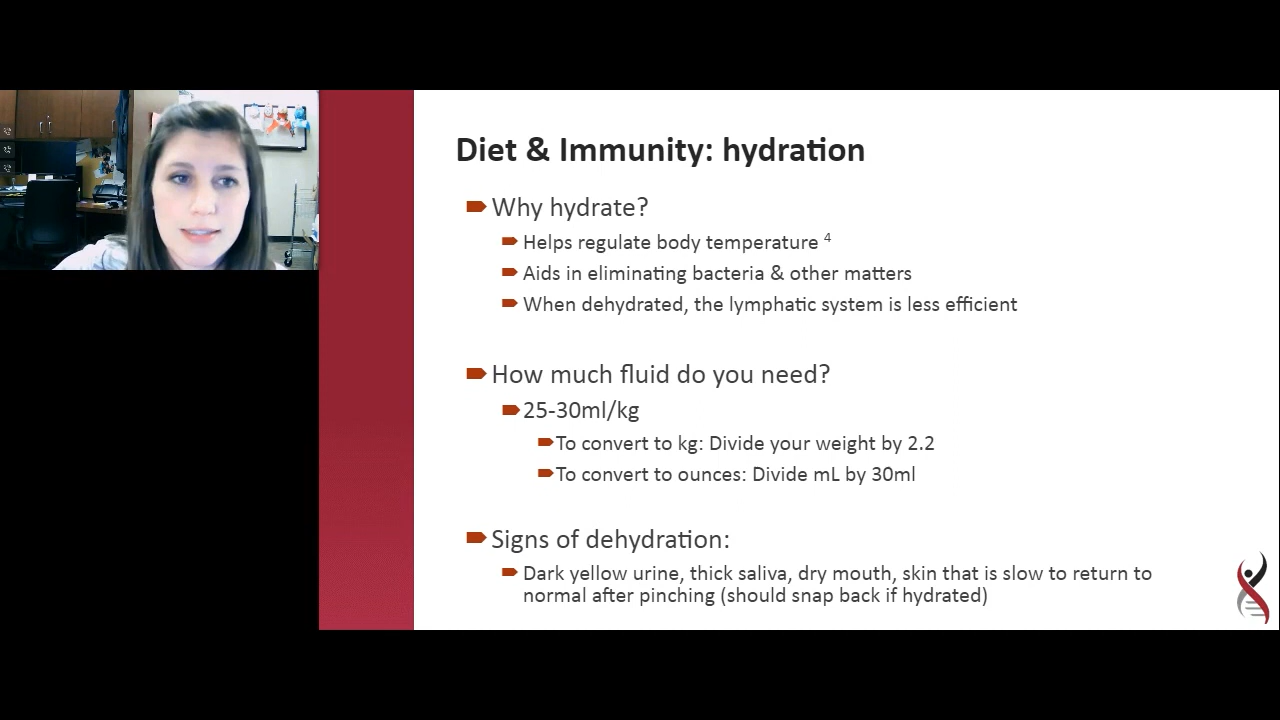 Diet & Immunity: hydration
Why hydrate?
Helps regulate body temperature 4
Aids in eliminating bacteria & other matters
When dehydrated, the lymphatic system is less efficient
How much fluid do you need?
25-30ml/kg
To convert to kg: Divide your weight by 2.2
To convert to ounces: Divide mL by 30ml
Signs of dehydration:
Dark yellow urine, thick saliva, dry mouth, skin that is slow to return to
normal after pinching (should snap back if hydrated)